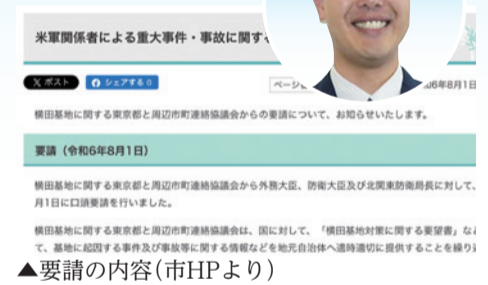 米軍関係者による重大事件・事故に関す
X ポスト シェアする 0
ページ
06年8月1日
横田基地に関する東京都と周辺市町連絡協議会からの要請について、お知らせいたします。
要請（令和6年8月1日）
横田基地に関する東京都と周辺市町連絡協議会から外務大臣、防衛大臣及び北関東防衛局長に対して、
月1日に口頭要請を行いました。
横田基地に関する東京都と周辺市町連絡協議会は、国に対して、「横田基地対策に関する要望書」な
て、基地に起因する事件及び事故等に関する情報などを地元自治体へ適時適切に提供することを繰り
▲要請の内容(市HPより)